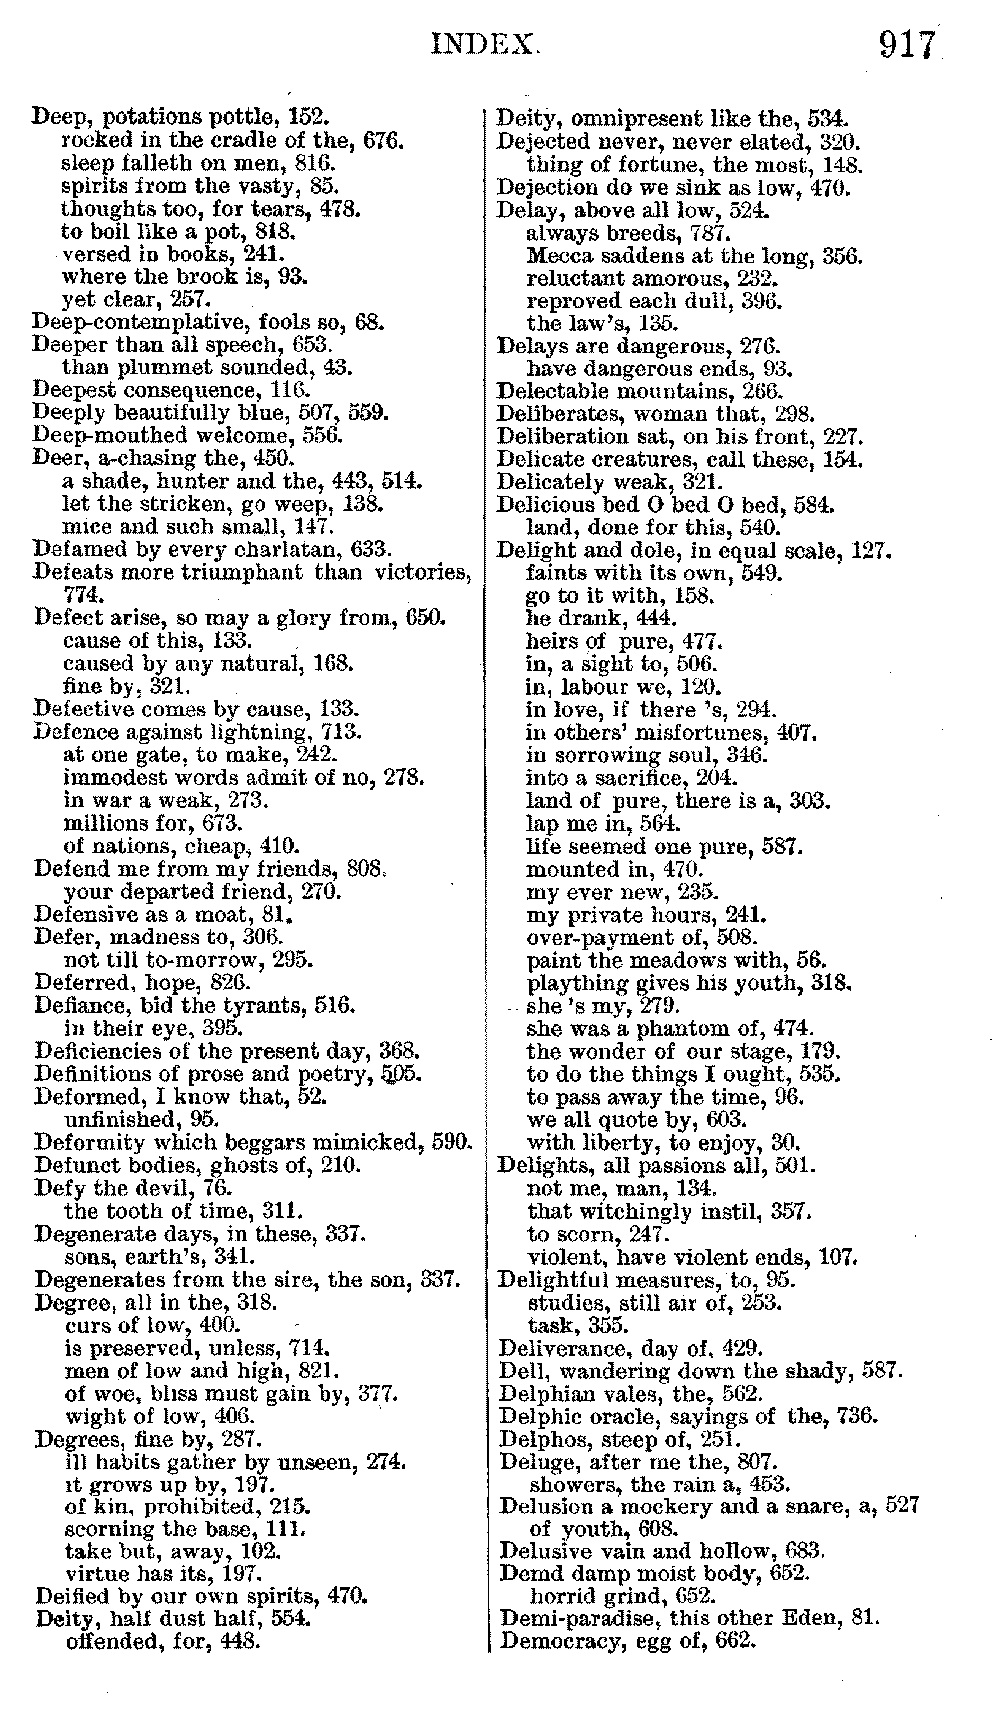 INDEX.
917
Deep, potations pottle, 152.
rocked in the cradle of the, 676.
sleep falleth on men, 816.
spirits from the vasty, 85.
thoughts too, for tears, 478.
to boil like a pot, 818.
versed in books, 241.
where the brook is, 93.
yet clear, 257.
Deep-contemplative, fools so, 68.
Deeper than all speech, 653.
than plummet sounded, 43.
Deepest consequence, 116.
Deeply beautifully blue, 507, 559.
Deep-mouthed welcome, 556.
Deer, a-chasing the, 450.
a shade, hunter and the, 443, 514.
let the stricken, go weep, 138.
mice and such small, 147.
Defamed by every charlatan, 633.
Defeats more triumphant than victories,
774.
Defect arise, so may a glory from, 650.
cause of this, 133.
caused by any natural, 168.
fine by, 321.
Defective comes by cause, 133.
Defence against lightning, 713.
at one gate, to make, 242.
immodest words admit of no, 278.
in war a weak, 273.
millions for, 673.
of nations, cheap, 410.
Defend me from my friends, 808.
your departed friend, 270.
Defensive as a moat, 81.
Defer, madness to, 306.
not till to-morrow, 295.
Deferred, hope, 826.
Defiance, bid the tyrants, 516.
in their eye, 395.
Deficiencies of the present day, 368.
Definitions of prose and poetry, 505.
Deformed, I know that, 52.
unfinished, 95.
Deformity which beggars mimicked, 590.
Defunct bodies, ghosts of, 210.
Defy the devil, 76.
the tooth of time, 311.
Degenerate days, in these, 337.
sons, earth's, 341.
Degenerates from the sire, the son, 337.
Degree, all in the, 318.
curs of low, 400.
is preserved, unless, 714.
men of low and high, 821.
of woe, bliss must gain by, 377.
wight of low, 406.
Degrees, fine by, 287.
ill habits gather by unseen, 274.
it grows up by, 197.
of kin, prohibited, 215.
scorning the base, 111.
take but, away, 102.
virtue has its, 197.
Deified by our own spirits, 470.
Deity, half dust half, 554.
offended, for, 448.
Deity, omnipresent like the, 534.
Dejected never, never elated, 320.
thing of fortune, the most, 148.
Dejection do we sink as low, 470.
Delay, above all low, 524.
always breeds, 787.
Mecca saddens at the long, 356.
reluctant amorous, 232.
reproved each dull, 396.
the law's, 135.
Delays are dangerous, 276.
have dangerous ends, 93.
Delectable mountains, 266.
Deliberates, woman that, 298.
Deliberation sat, on his front, 227.
Delicate creatures, call these, 154.
Delicately weak, 321.
Delicious bed O bed O bed, 584.
land, done for this, 540.
Delight and dole, in equal scale, 127.
faints with its own, 549.
go to it with, 158.
he drank, 444.
heirs of pure, 477.
in, a sight to, 506.
in, labour we, 120.
in love, if there 's, 294.
in others' misfortunes, 407.
in sorrowing soul, 346.
into a sacrifice, 204.
land of pure, there is a, 303.
lap me in, 564.
life seemed one pure, 587.
mounted in, 470.
my ever new, 235.
my private hours, 241.
over-payment of, 508.
paint the meadows with, 56.
plaything gives his youth, 318.
she 's my, 279.
she was a phantom of, 474.
the wonder of our stage, 179.
to do the things I ought, 535.
to pass away the time, 96.
we all quote by, 603.
with liberty, to enjoy, 30.
Delights, all passions all, 501.
not me, man, 134.
that witchingly instil, 357.
to scorn, 247.
violent, have violent ends, 107.
Delightful measures, to, 95.
studies, still air of, 253.
task, 355.
Deliverance, day of, 429.
Dell, wandering down the shady, 587.
Delphian vales, the, 562.
Delphic oracle, sayings of the, 736.
Delphos, steep of, 251.
Deluge, after me the, 807.
showers, the rain a, 453.
Delusion a mockery and a snare, a, 527
of youth, 608.
Delusive vain and hollow, 683.
Demd damp moist body, 652.
horrid grind, 652.
Demi-paradise, this other Eden, 81.
Democracy, egg of, 662.